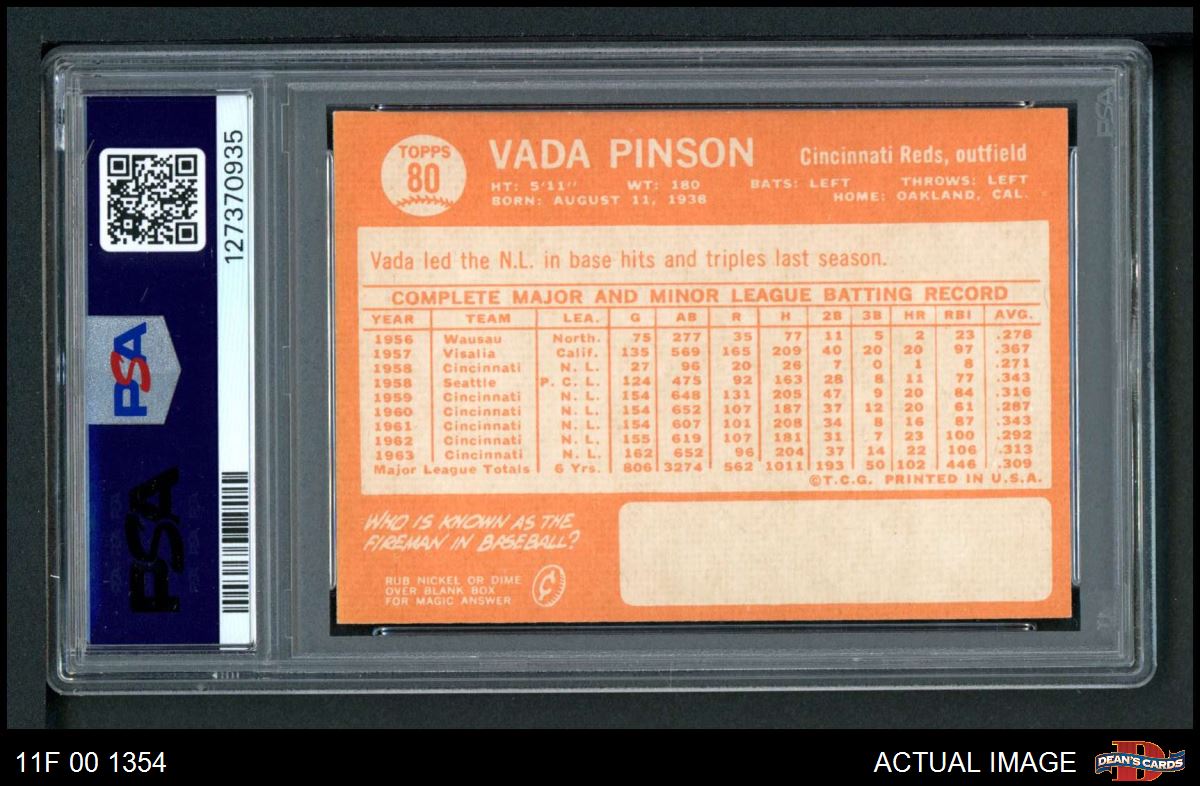 127370935
PSA
PSA
TOPPS
80
VADA PINSON Cincinnati Reds, outfield
HT: 5'11" WT: 180 BATS: LEFT THROWS: LEFT
BORN: AUGUST 11, 1938 HOME: OAKLAND, CAL.
Vada led the N.L. in base hits and triples last season.
COMPLETE MAJOR AND MINOR LEAGUE BATTING RECORD
YEAR TEAM LEA. G AB R H 2B 3B HR RBI AVG.
1956 Wausau North. 75 277 35 77 11 5 2 23 .278
1957 Visalia Calif. 135 569 165 209 40 20 20 97 .367
1958 Cincinnati N. L. 27 96 20 26 7 0 1 8 .271
1958 Seattle P. C. L. 124 475 92 163 28 8 11 77 .343
1959 Cincinnati N. L. 154 648 131 205 47 9 20 84 .316
1960 Cincinnati N. L. 154 652 107 187 37 12 20 61 .287
1961 Cincinnati N. L. 154 607 101 208 34 8 16 87 .343
1962 Cincinnati N. L. 155 619 107 181 31 7 23 100 .292
1963 Cincinnati N. L. 162 652 96 204 37 14 22 106 .313
Major League Totals 6 Yrs. 806 3274 562 1011 193 50 102 446 .309
©T.C.G. PRINTED IN U.S.A.
WHO IS KNOWN AS THE
FIREMAN IN BASEBALL?
RUB NICKEL OR DIME
OVER BLANK BOX
FOR MAGIC ANSWER
¢
PSA
11F 00 1354
ACTUAL IMAGE
D
DEAN'S CARDS